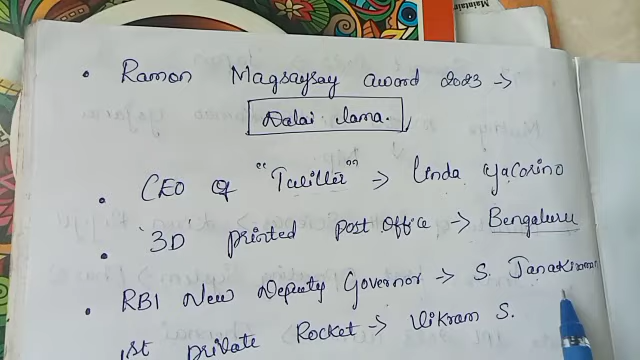 Maintain
• Ramon Magsaysay award 2023 →
Dalai Lama.
• CEO of "Twitter" → Linda Yacarino
• '3D' printed post office → Bengaluru
• RBI New Deputy Governor → S. Janakiraman
1st private Rocket → Vikram S.